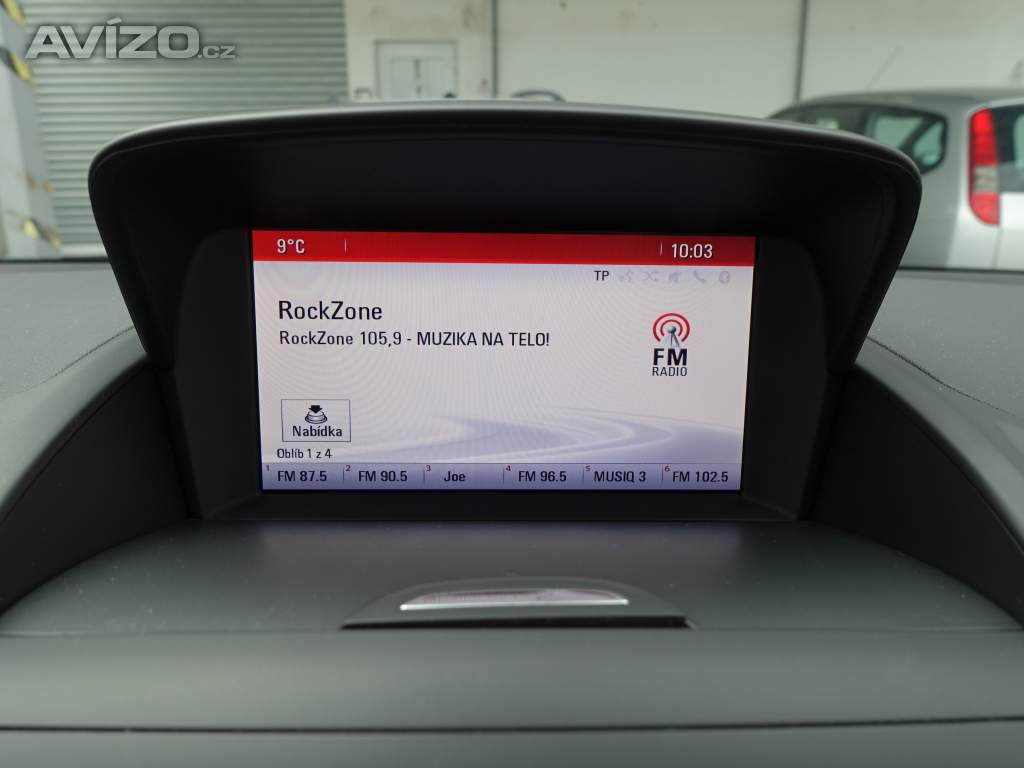 AVÍZO.cz
9°C 10:03
TP
RockZone
RockZone 105,9 - MUZIKA NA TELO!
FM
RADIO
Nabídka
Oblíb 1 z 4
1 FM 87.5 2 FM 90.5 3 Joe 4 FM 96.5 5 MUSIQ 3 6 FM 102.5